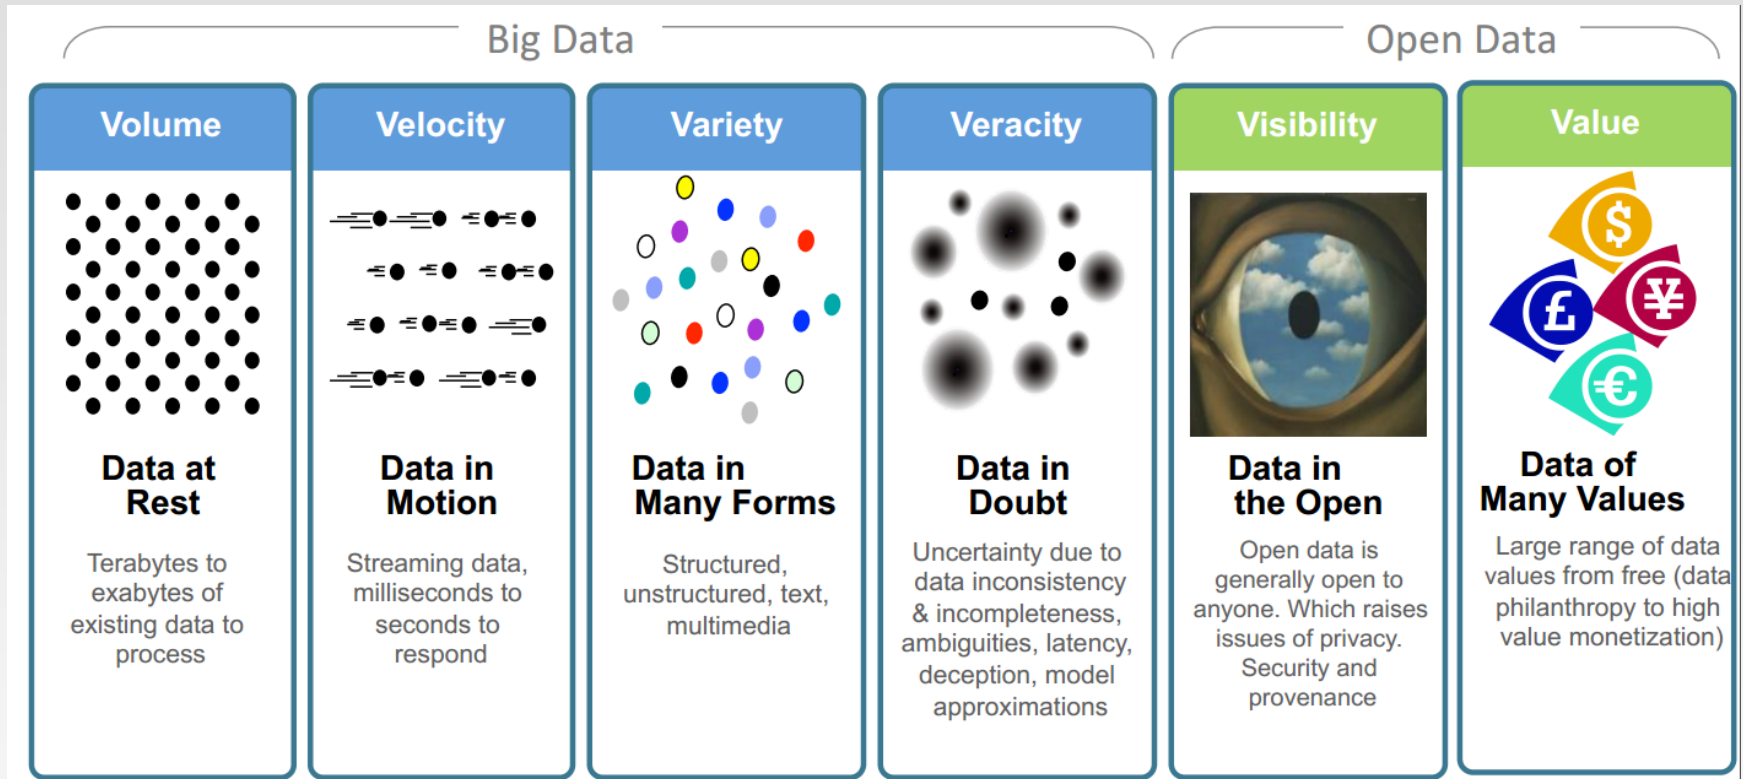 Big Data
Open Data
Volume
Data at
Rest
Terabytes to
exabytes of
existing data to
process
Velocity
Data in
Motion
Streaming data,
milliseconds to
seconds to
respond
Variety
Data in
Many Forms
Structured,
unstructured, text,
multimedia
Veracity
Data in
Doubt
Uncertainty due to
data inconsistency
& incompleteness,
ambiguities, latency,
deception, model
approximations
Visibility
Data in
the Open
Open data is
generally open to
anyone. Which raises
issues of privacy.
Security and
provenance
Value
$
£
¥
€
Data of
Many Values
Large range of data
values from free (data
philanthropy to high
value monetization)